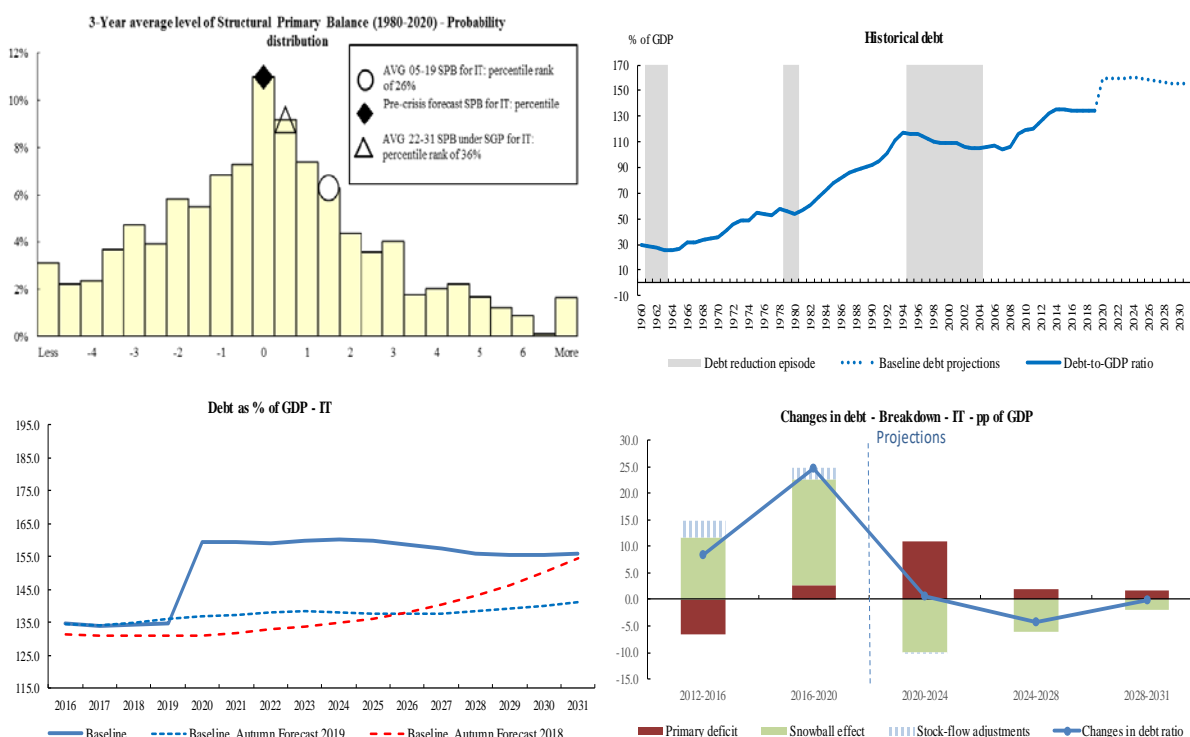 3-Year average level of Structural Primary Balance (1980-2020) - Probability
distribution
12%
10%
8%
6%
4%
2%
0%
AVG 05-19 SPB for IT: percentile rank
of 26%
Pre-crisis forecast SPB for IT: percentile
AVG 22-31 SPB under SGP for IT:
percentile rank of 36%
Less -4 -3 -2 -1 0 1 2 3 4 5 6 More
Historical debt
% of GDP
170
150
130
110
90
70
50
30
10
-10
1960 1962 1964 1966 1968 1970 1972 1974 1976 1978 1980 1982 1984 1986 1988 1990 1992 1994 1996 1998 2000 2002 2004 2006 2008 2010 2012 2014 2016 2018 2020 2022 2024 2026 2028 2030
Debt reduction episode Baseline debt projections Debt-to-GDP ratio
Debt as % of GDP - IT
195.0
185.0
175.0
165.0
155.0
145.0
135.0
125.0
115.0
2016 2017 2018 2019 2020 2021 2022 2023 2024 2025 2026 2027 2028 2029 2030 2031
Baseline Baseline, Autumn Forecast 2019 Baseline, Autumn Forecast 2018
Changes in debt - Breakdown - IT - pp of GDP
Projections
30.0
25.0
20.0
15.0
10.0
5.0
0.0
-5.0
-10.0
-15.0
2012-2016 2016-2020 2020-2024 2024-2028 2028-2031
Primary deficit Snowball effect Stock-flow adjustments Changes in debt ratio